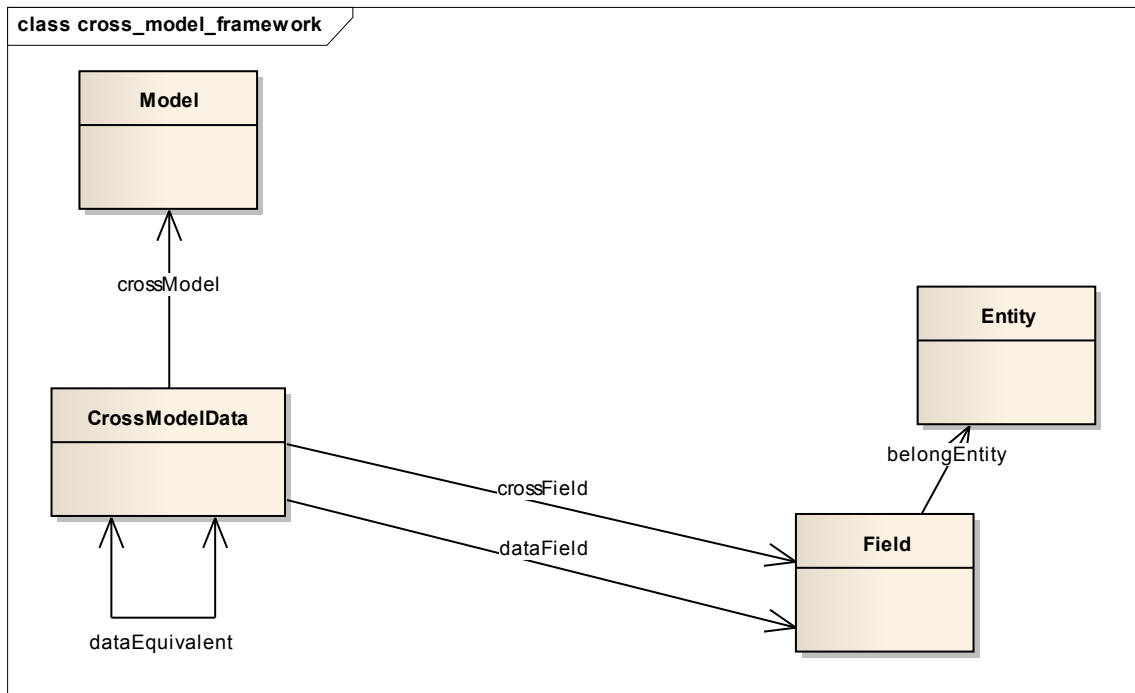 class cross_model_framework
Model
crossModel
Entity
CrossModelData
belongEntity
crossField
dataField
Field
dataEquivalent